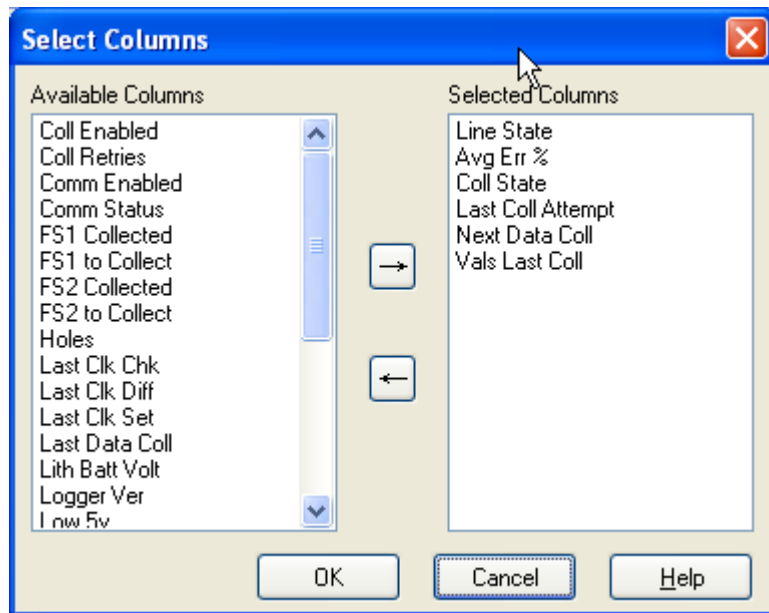 Select Columns
Available Columns
Selected Columns
Coll Enabled
Coll Retries
Comm Enabled
Comm Status
FS1 Collected
FS1 to Collect
FS2 Collected
FS2 to Collect
Holes
Last Clk Chk
Last Clk Diff
Last Clk Set
Last Data Coll
Lith Batt Volt
Logger Ver
Low 5v
Line State
Avg Err %
Coll State
Last Coll Attempt
Next Data Coll
Vals Last Coll
OK
Cancel
Help